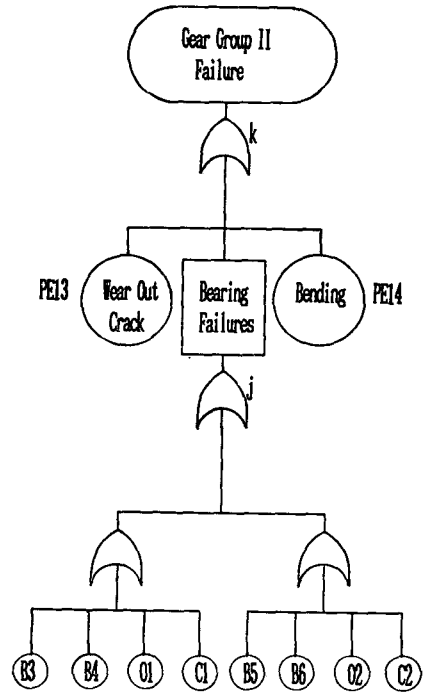 Gear Group II
Failure
k
PE13
Wear Out
Crack
Bearing
Failures
Bending
PE14
j
B3
B4
O1
C1
B5
B6
O2
C2